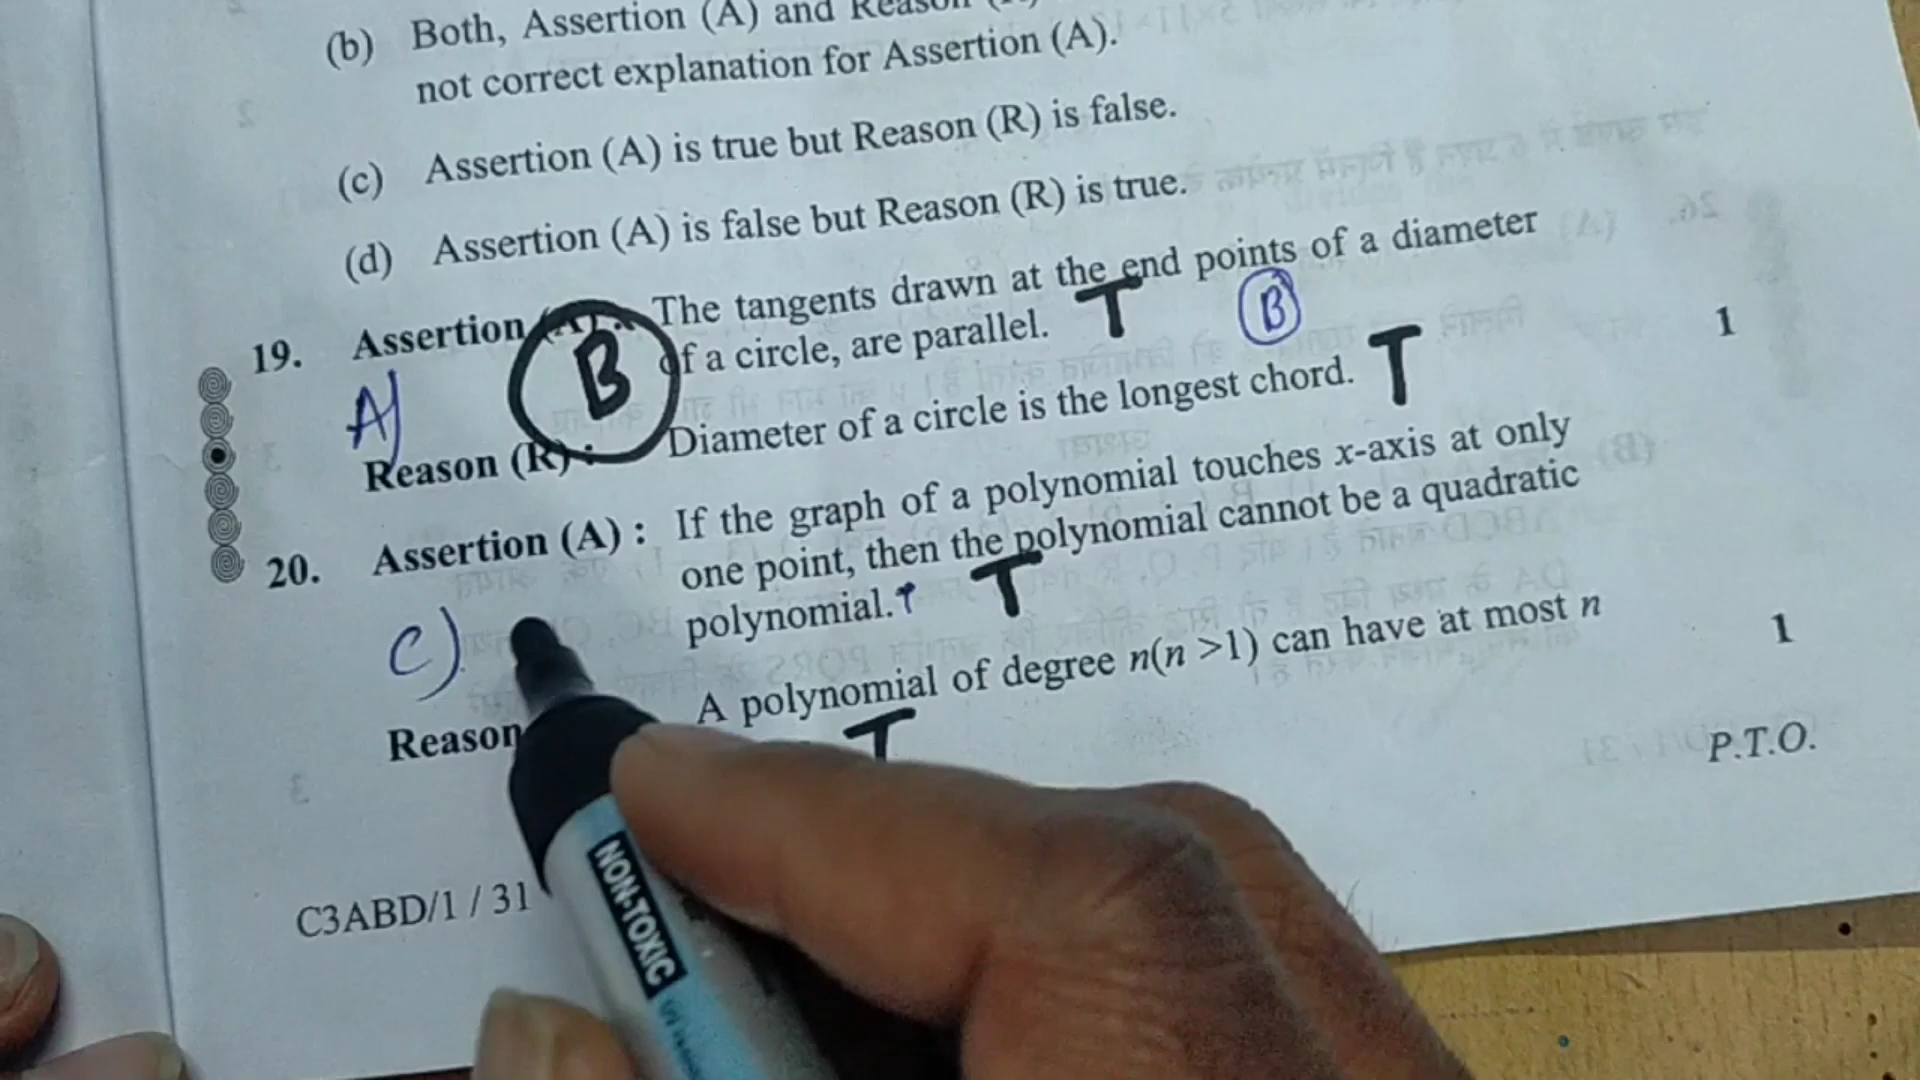 (b) Both, Assertion (A) and Reason
not correct explanation for Assertion (A).
(c) Assertion (A) is true but Reason (R) is false.
(d) Assertion (A) is false but Reason (R) is true.
19. Assertion (A) : The tangents drawn at the end points of a diameter
of a circle, are parallel. T B
A) B 1
Reason (R) : Diameter of a circle is the longest chord. T
20. Assertion (A) : If the graph of a polynomial touches x-axis at only
one point, then the polynomial cannot be a quadratic
polynomial. T T
C)
Reason A polynomial of degree n(n >1) can have at most n 1
T
P.T.O.
C3ABD/1 / 31
NON-TOXIC